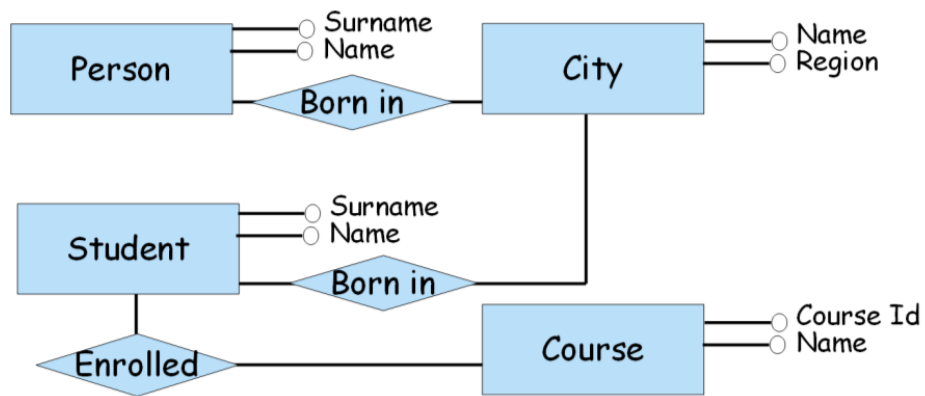 Person
Surname
Name
Born in
City
Name
Region
Student
Surname
Name
Born in
Enrolled
Course
Course Id
Name